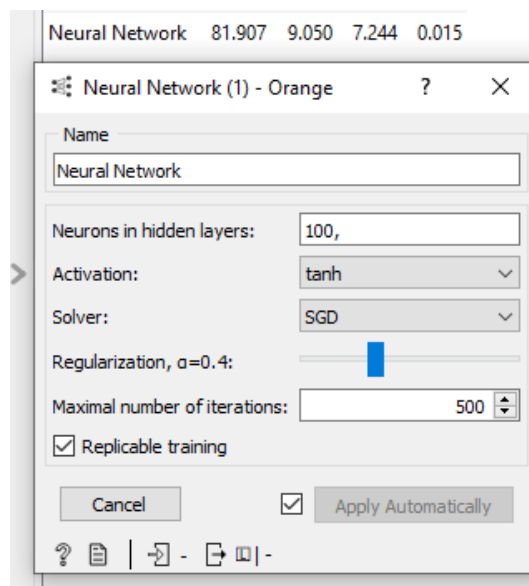 Neural Network 81.907 9.050 7.244 0.015
Neural Network (1) - Orange ?
Name
Neural Network
Neurons in hidden layers: 100,
Activation: tanh
Solver: SGD
Regularization, α=0.4:
Maximal number of iterations: 500
Replicable training
Cancel Apply Automatically
? - | -